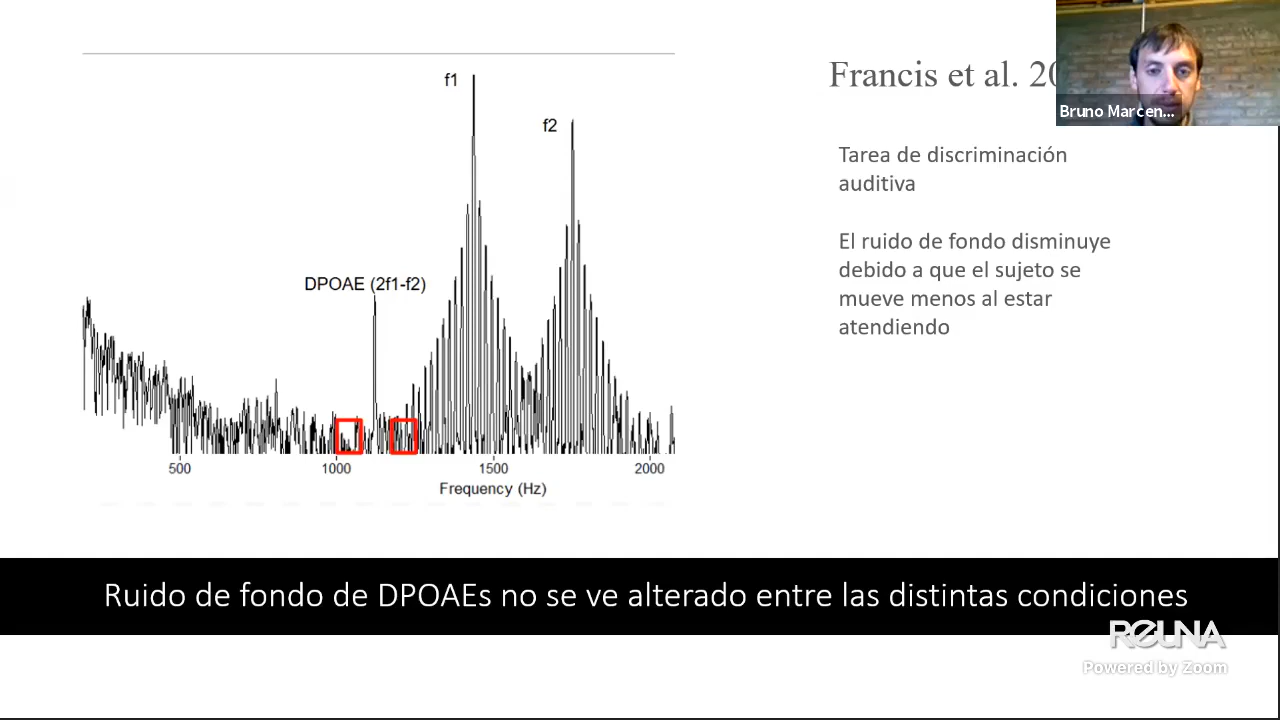 f1
f2
DPOAE (2f1-f2)
500
1000
1500
2000
Frequency (Hz)
Francis et al.
Bruno Marcen...
Tarea de discriminación
auditiva
El ruido de fondo disminuye
debido a que el sujeto se
mueve menos al estar
atendiendo
Ruido de fondo de DPOAEs no se ve alterado entre las distintas condiciones
REUNA
Powered by Zoom